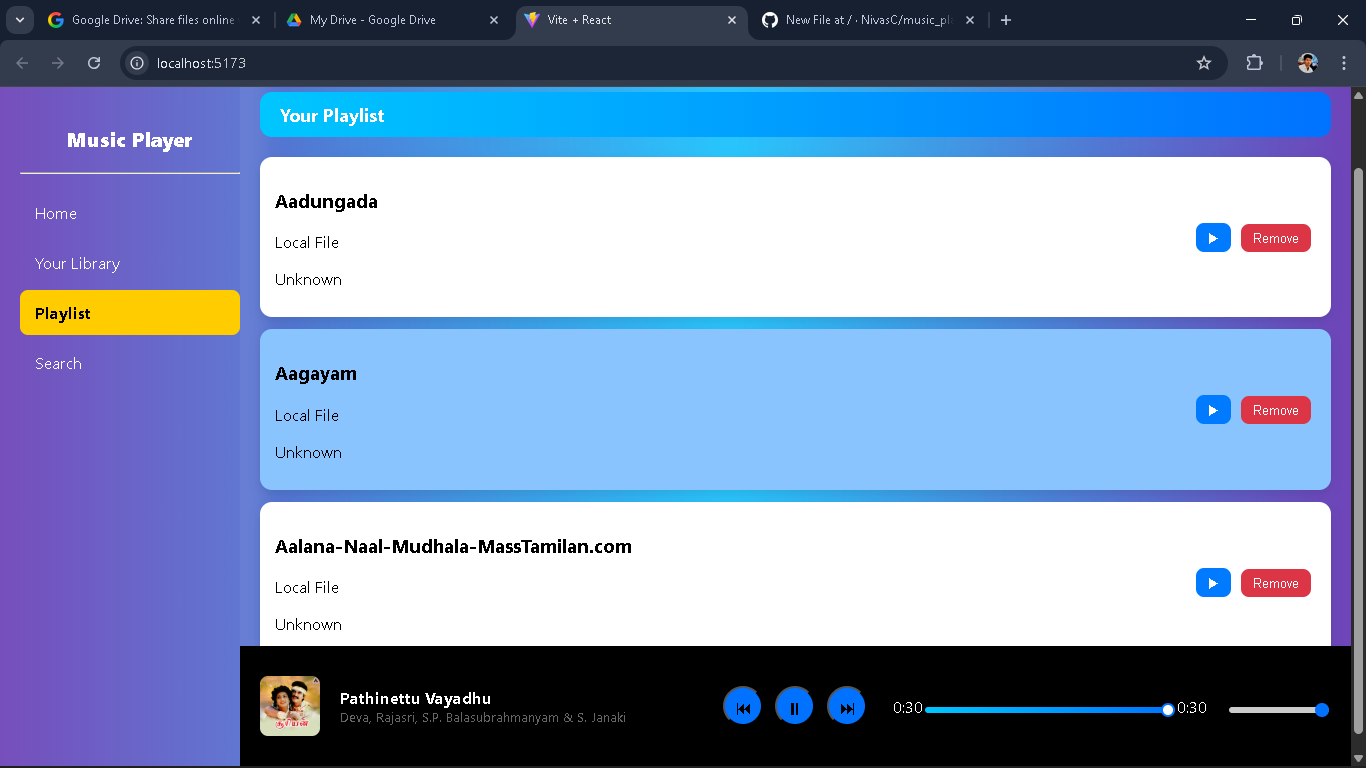 Google Drive: Share files online
My Drive - Google Drive
Vite + React
New File at / · NivasC/music_pl
localhost:5173
Music Player
Home
Your Library
Playlist
Search
Your Playlist
Aadungada
Local File
Unknown
Remove
Aagayam
Local File
Unknown
Remove
Aalana-Naal-Mudhala-MassTamilan.com
Local File
Unknown
Remove
சூரியன்
Pathinettu Vayadhu
Deva, Rajasri, S.P. Balasubrahmanyam & S. Janaki
0:30
0:30